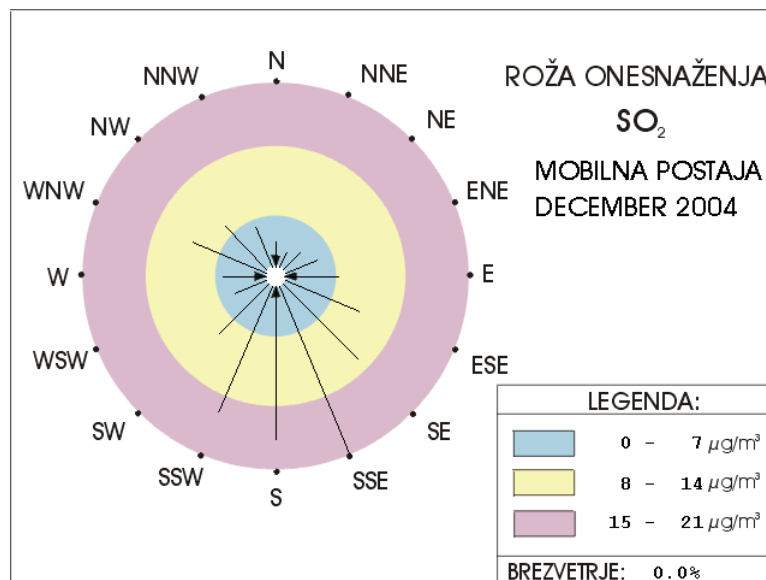 ROŽA ONESNAŽENJA
SO₂
MOBILNA POSTAJA
DECEMBER 2004
N
NNE
NE
ENE
E
ESE
SE
SSE
S
SSW
SW
WSW
W
WNW
NW
NNW
LEGENDA:
0 - 7 µg/m³
8 - 14 µg/m³
15 - 21 µg/m³
BREZVETRJE: 0.0%